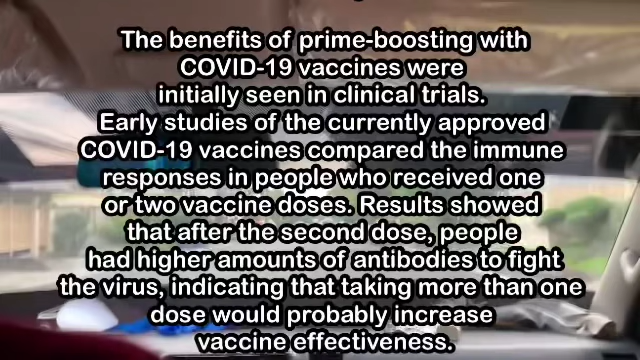 The benefits of prime-boosting with
COVID-19 vaccines were
initially seen in clinical trials.
Early studies of the currently approved
COVID-19 vaccines compared the immune
responses in people who received one
or two vaccine doses. Results showed
that after the second dose, people
had higher amounts of antibodies to fight
the virus, indicating that taking more than one
dose would probably increase
vaccine effectiveness.